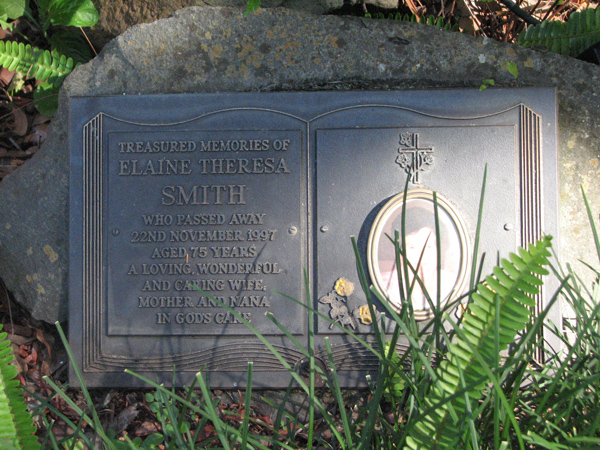 TREASURED MEMORIES OF
ELAINE THERESA
SMITH
WHO PASSED AWAY
22ND NOVEMBER 1997
AGED 75 YEARS
A LOVING, WONDERFUL
AND CARING WIFE,
MOTHER AND NANA
IN GODS CARE